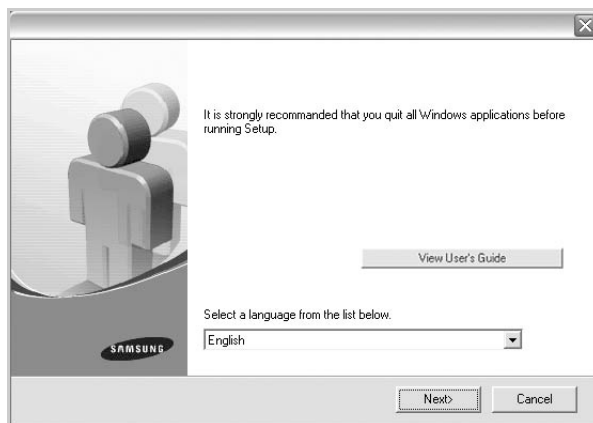 It is strongly recommanded that you quit all Windows applications before
running Setup.
View User's Guide
Select a language from the list below.
English
SAMSUNG
Next>
Cancel